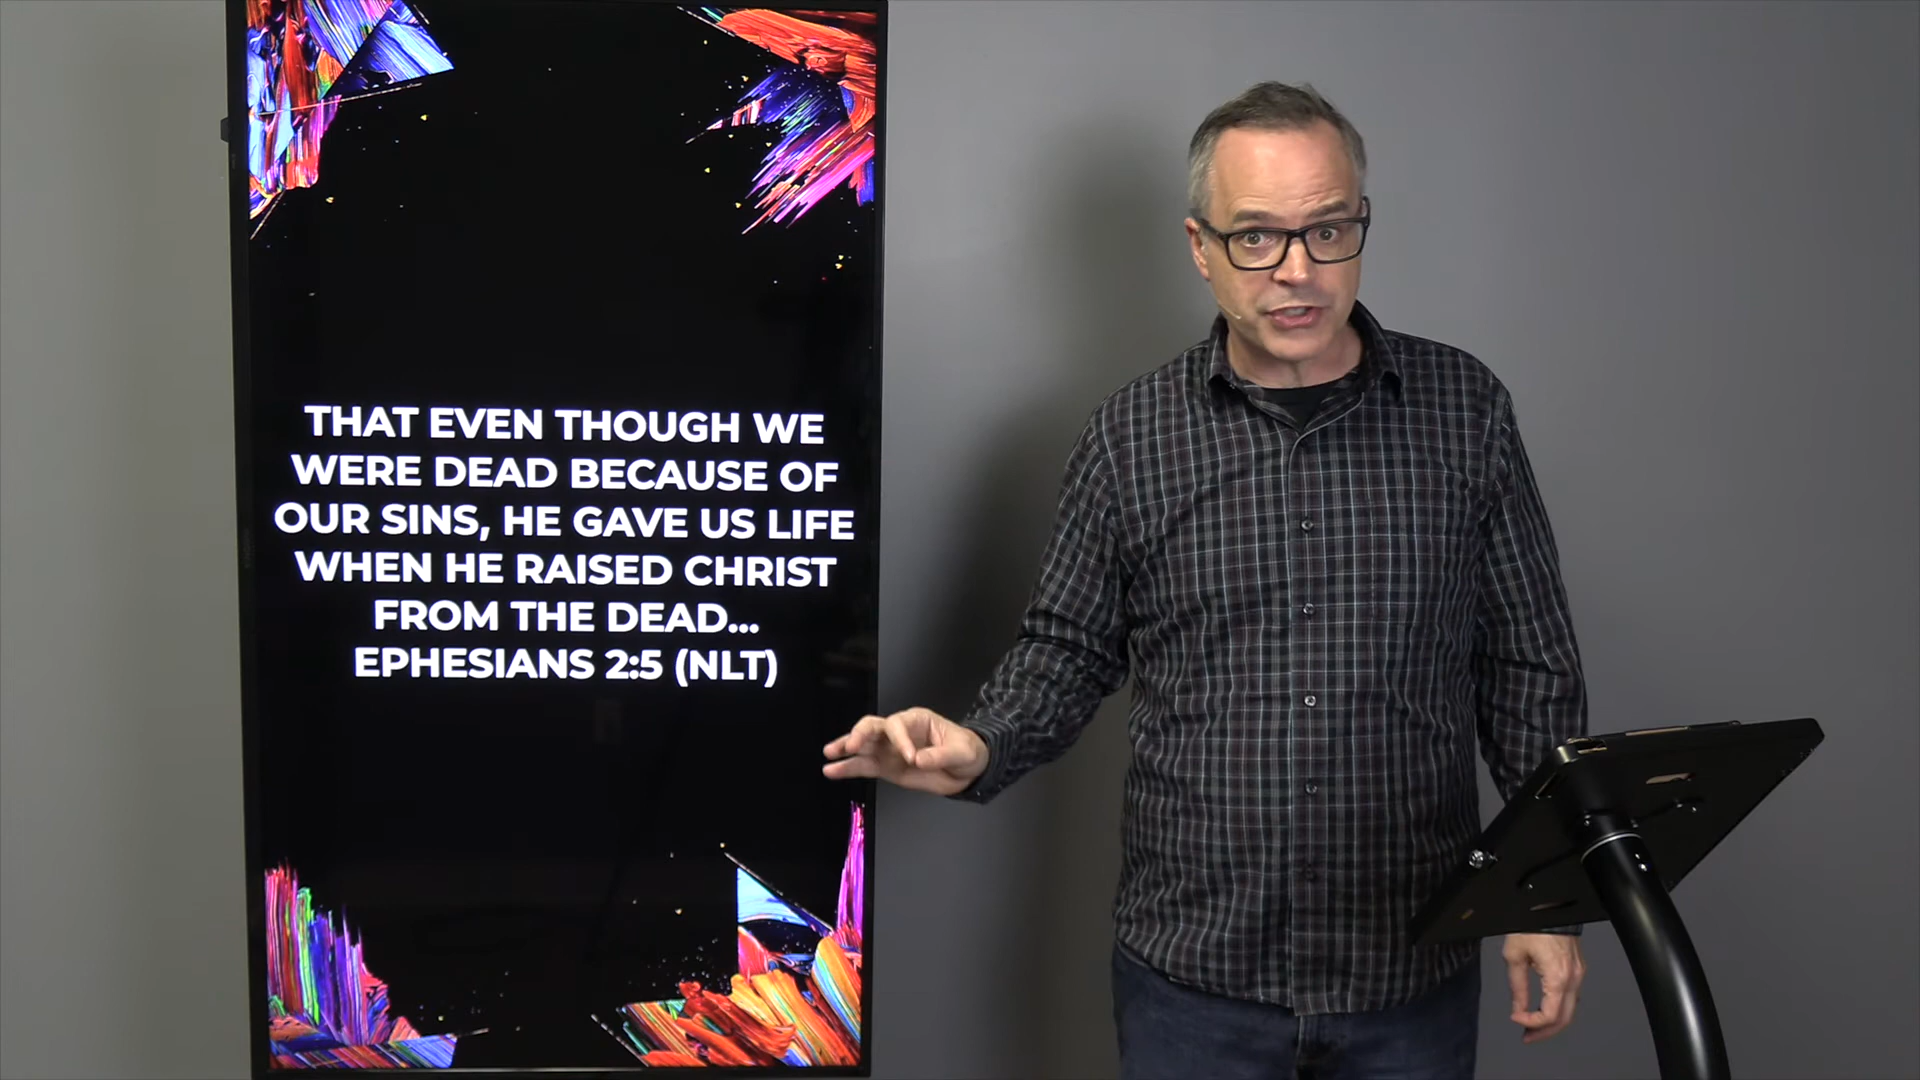 THAT EVEN THOUGH WE
WERE DEAD BECAUSE OF
OUR SINS, HE GAVE US LIFE
WHEN HE RAISED CHRIST
FROM THE DEAD...
EPHESIANS 2:5 (NLT)